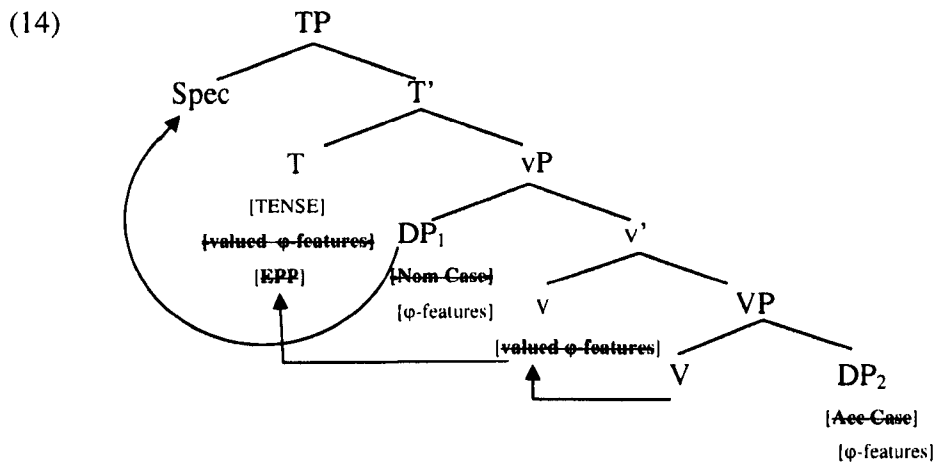 (14) TP
Spec T'
T vP
[TENSE]
[valued φ-features] DP1 v'
[EPP] [Nom Case] v VP
[φ-features]
[valued φ-features] V DP2
[Acc Case]
[φ-features]